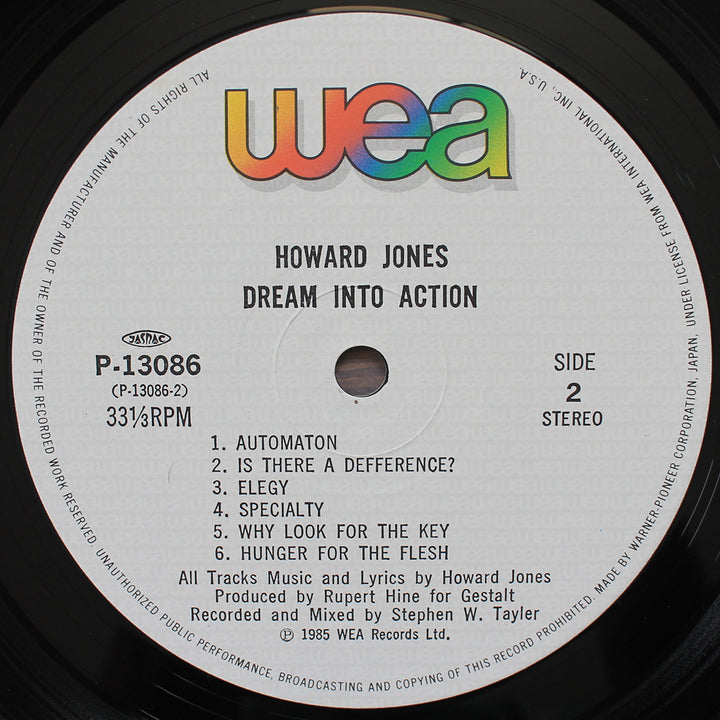 wea
HOWARD JONES
DREAM INTO ACTION
JASRAC
P-13086
(P-13086-2)
33⅓RPM
SIDE
2
STEREO
1. AUTOMATON
2. IS THERE A DEFFERENCE?
3. ELEGY
4. SPECIALTY
5. WHY LOOK FOR THE KEY
6. HUNGER FOR THE FLESH
All Tracks Music and Lyrics by Howard Jones
Produced by Rupert Hine for Gestalt
Recorded and Mixed by Stephen W. Tayler
Ⓟ 1985 WEA Records Ltd.
ALL RIGHTS OF THE MANUFACTURER AND OF THE OWNER OF THE RECORDED WORK RESERVED. UNAUTHORIZED PUBLIC PERFORMANCE, BROADCASTING AND COPYING OF THIS RECORD PROHIBITED. MADE BY WARNER-PIONEER CORPORATION, JAPAN, UNDER LICENSE FROM WEA INTERNATIONAL INC., U.S.A.